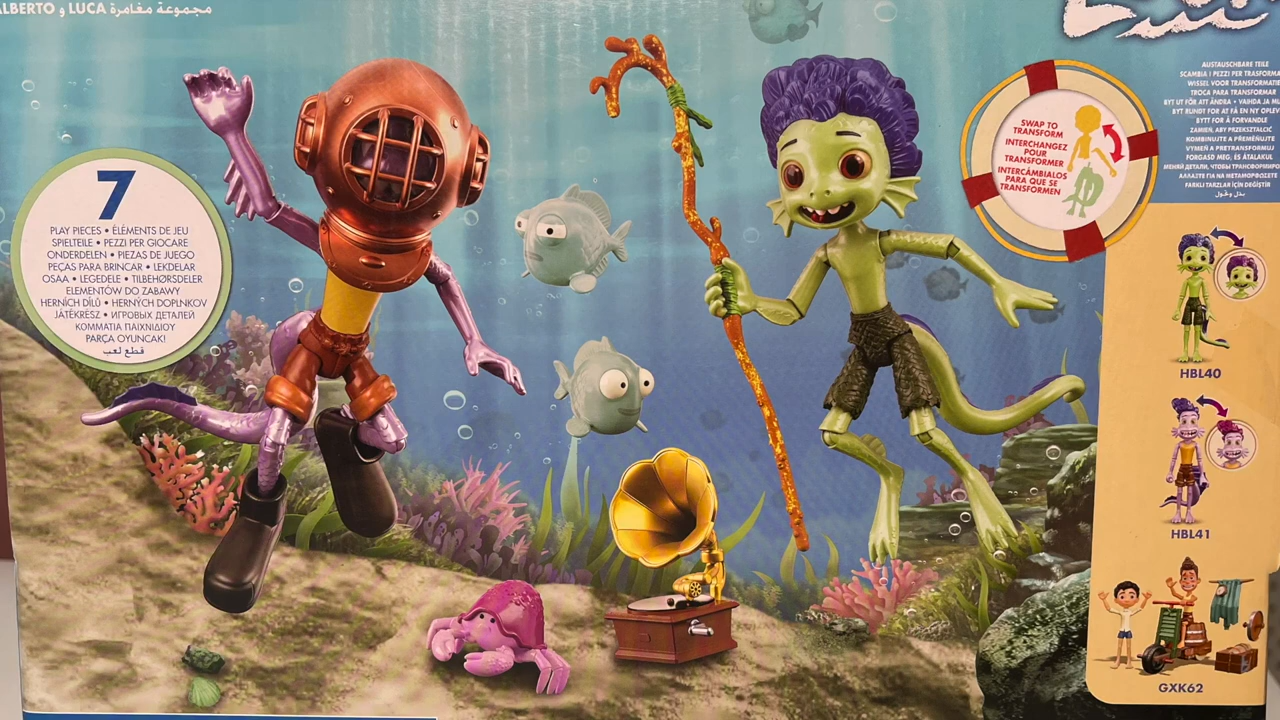 مجموعة مغامرة LUCA و ALBERTO
7
PLAY PIECES • ÉLÉMENTS DE JEU
SPIELTEILE • PEZZI PER GIOCARE
ONDERDELEN • PIEZAS DE JUEGO
PEÇAS PARA BRINCAR • LEKDELAR
OSAA • LEGEDELE • TILBEHØRSDELER
ELEMENTÓW DO ZABAWY
HERNÍCH DÍLŮ • HERNÝCH DOPLNKOV
JÁTÉKRÉSZ • ИГРОВЫХ ДЕТАЛЕЙ
ΚΟΜΜΑΤΙΑ ΠΑΙΧΝΙΔΙΟΥ
PARÇA OYUNCAK!
قطع لعب
SWAP TO
TRANSFORM
INTERCHANGEZ
POUR
TRANSFORMER
INTERCÁMBIALOS
PARA QUE SE
TRANSFORMEN
AUSTAUSCHBARE TEILE
SCAMBIA I PEZZI PER TRASFORMA
WISSEL VOOR TRANSFORMATIE
TROCA PARA TRANSFORMAR
BYT UT FÖR ATT ÄNDRA • VAIHDA JA MU
BYT RUNDT FOR AT FÅ EN NY OPLEV
BYTT FOR Å FORVANDLE
ZAMIEŃ, ABY PRZEKSZTAŁCIĆ
KOMBINUJTE A PŘEMĚŇUJTE
VYMEŇ A PRETRANSFORMUJ
FORGASD MEG, ÉS ÁTALAKUL
МЕНЯЙ ДЕТАЛИ, ЧТОБЫ ТРАНСФОРМИРО
ΑΛΛΑΞΤΕ ΓΙΑ ΝΑ ΜΕΤΑΜΟΡΦΩΣΕΤΕ
FARKLI TARZLAR İÇİN DEĞİŞTİR
بدّل وحوّل
HBL40
HBL41
GXK62